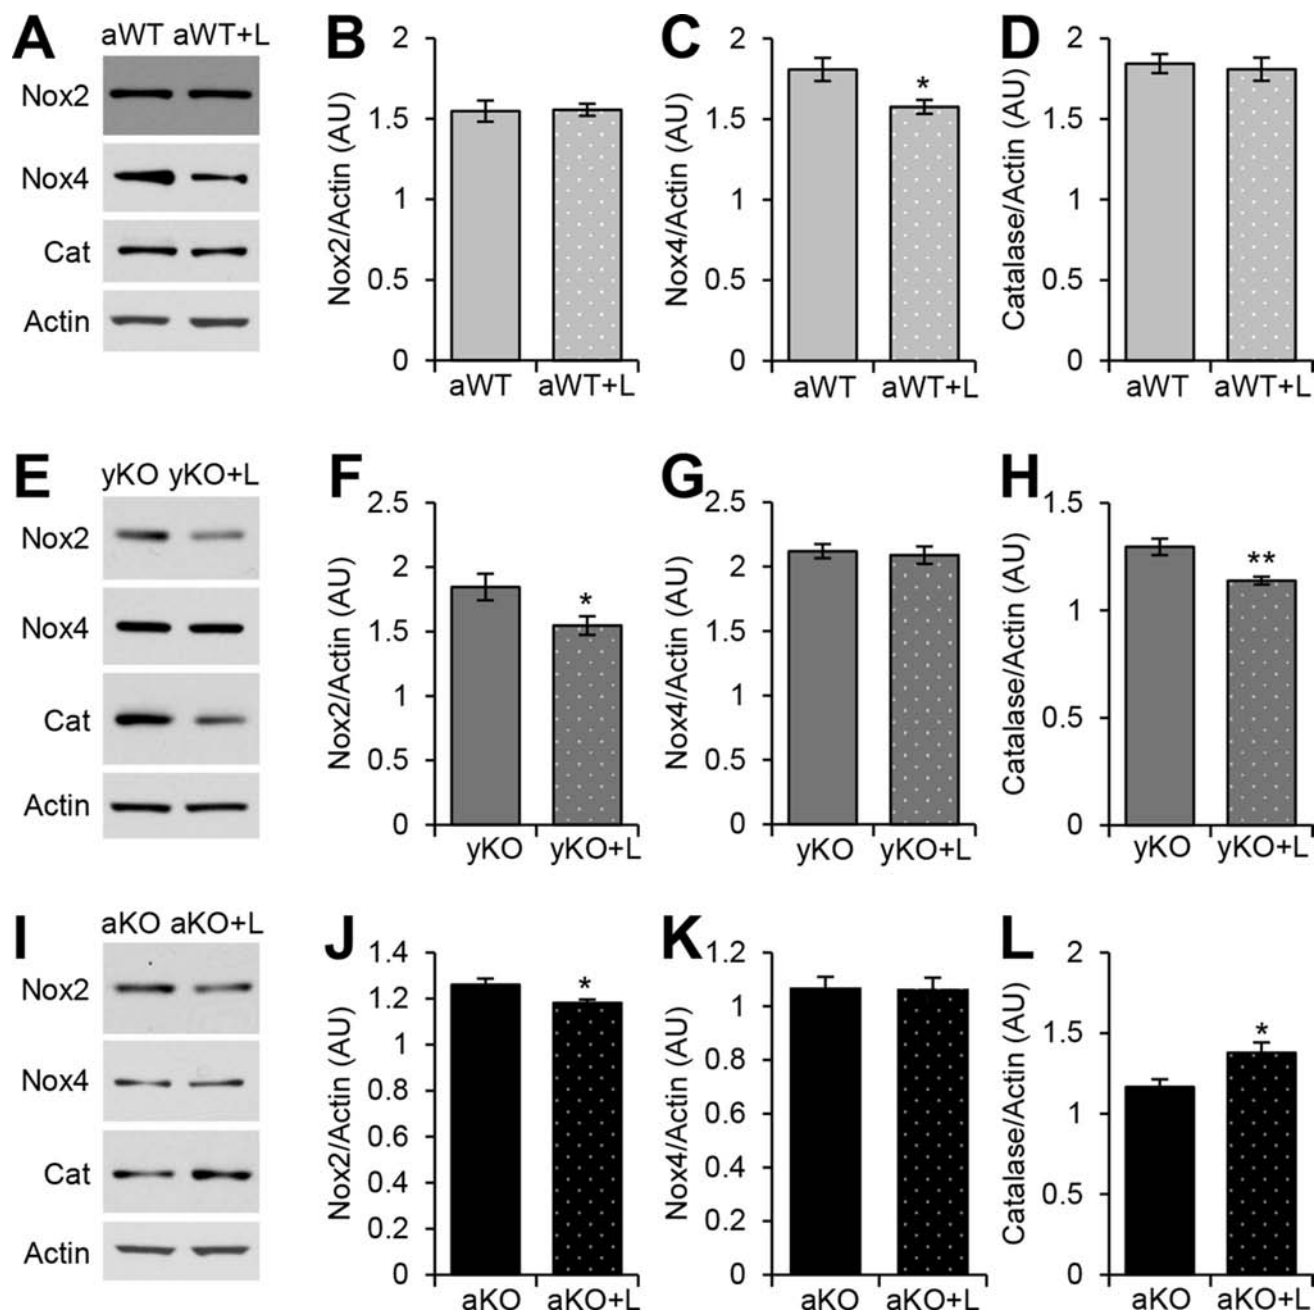 A
aWT aWT+L
Nox2
Nox4
Cat
Actin
B
Nox2/Actin (AU)
2
1.5
1
0.5
0
aWT aWT+L
C
Nox4/Actin (AU)
2
1.5
1
0.5
0
*
aWT aWT+L
D
Catalase/Actin (AU)
2
1.5
1
0.5
0
aWT aWT+L
E
yKO yKO+L
Nox2
Nox4
Cat
Actin
F
Nox2/Actin (AU)
2.5
2
1.5
1
0.5
0
*
yKO yKO+L
G
Nox4/Actin (AU)
2.5
2
1.5
1
0.5
0
yKO yKO+L
H
Catalase/Actin (AU)
1.5
1
0.5
0
**
yKO yKO+L
I
aKO aKO+L
Nox2
Nox4
Cat
Actin
J
Nox2/Actin (AU)
1.4
1.2
1
0.8
0.6
0.4
0.2
0
*
aKO aKO+L
K
Nox4/Actin (AU)
1.2
1
0.8
0.6
0.4
0.2
0
aKO aKO+L
L
Catalase/Actin (AU)
2
1.5
1
0.5
0
*
aKO aKO+L